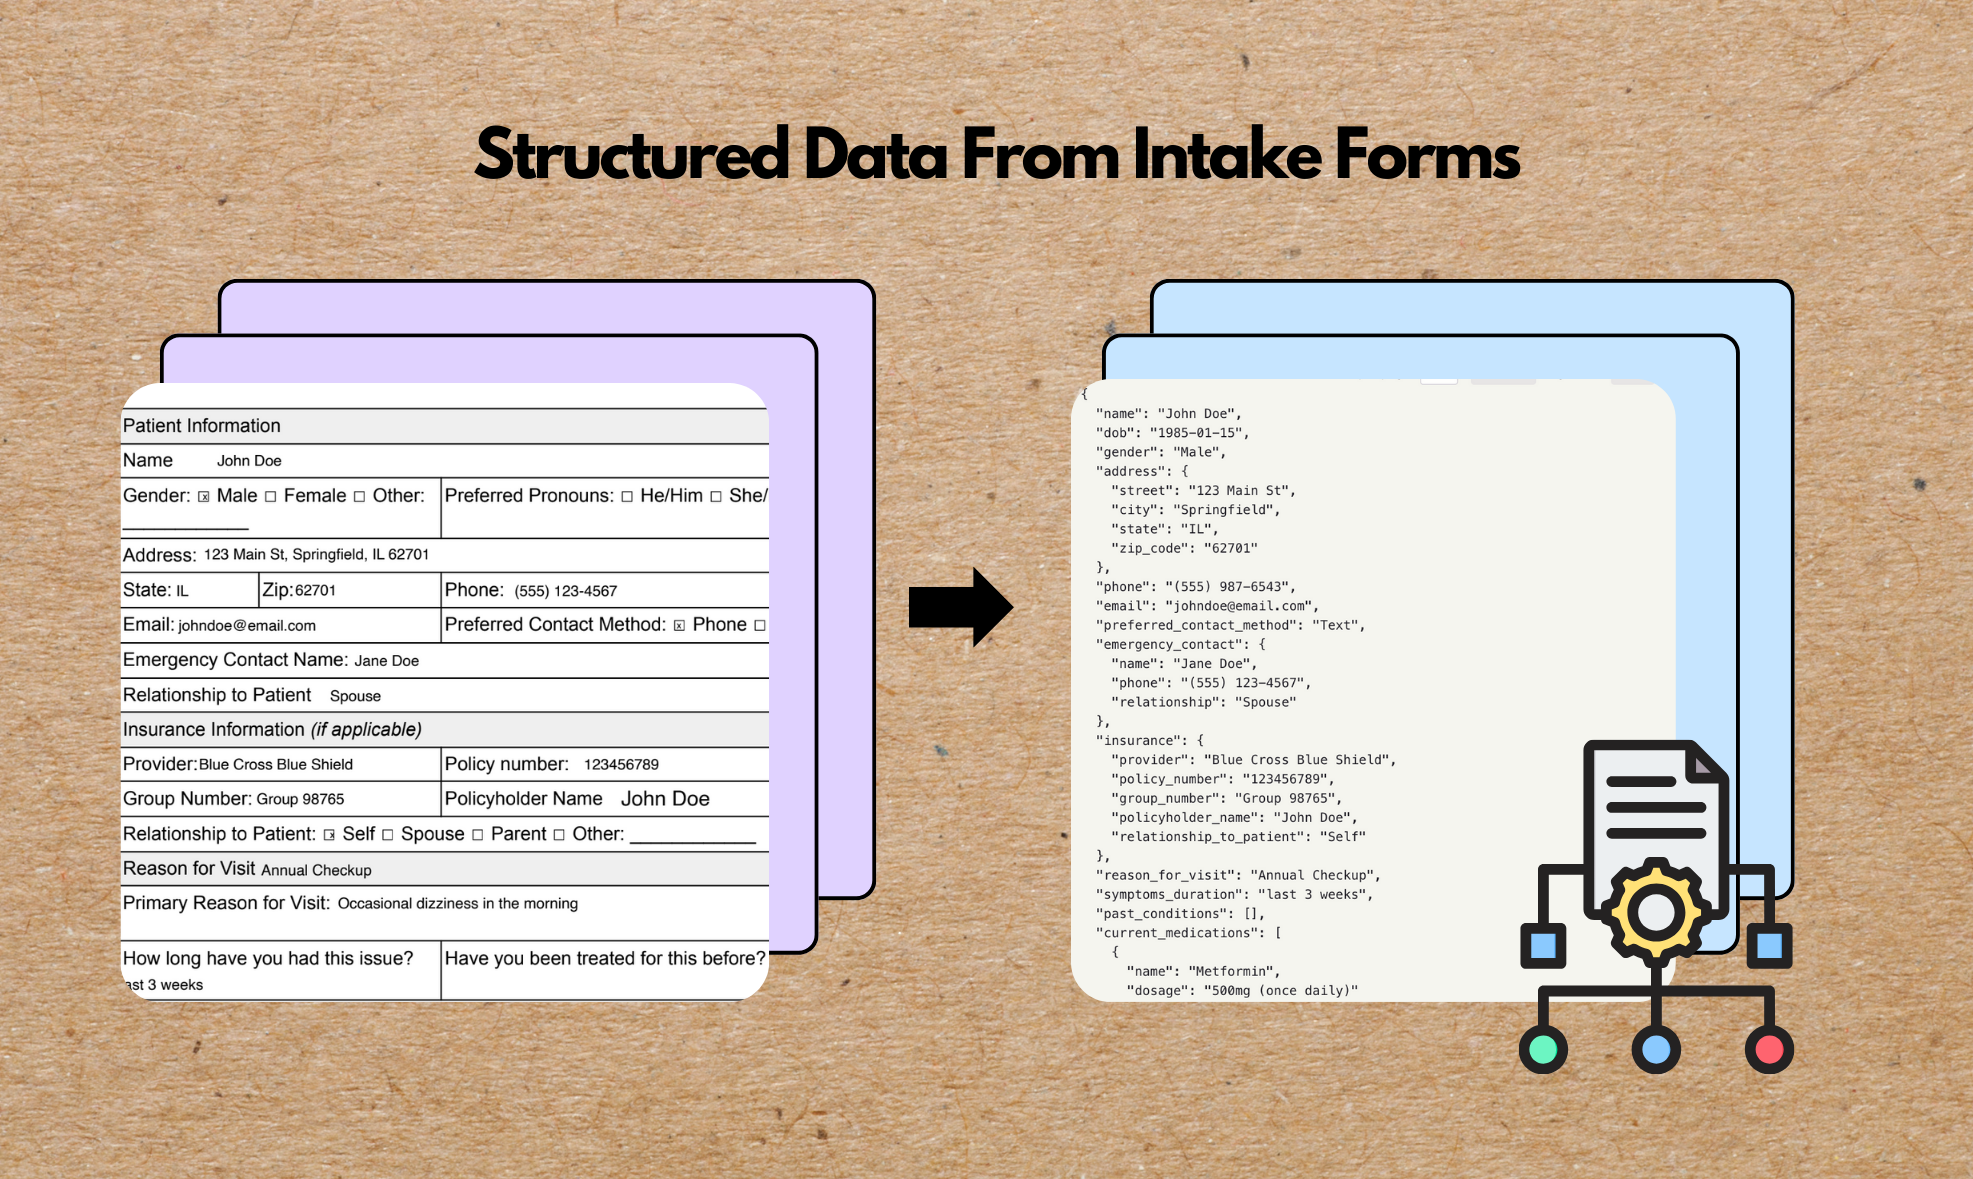 Structured Data From Intake Forms
Patient Information
Name John Doe
Gender: ☒ Male ☐ Female ☐ Other:
____________
Preferred Pronouns: ☐ He/Him ☐ She/
Address: 123 Main St, Springfield, IL 62701
State: IL Zip: 62701 Phone: (555) 123-4567
Email: johndoe@email.com Preferred Contact Method: ☒ Phone ☐
Emergency Contact Name: Jane Doe
Relationship to Patient Spouse
Insurance Information (if applicable)
Provider: Blue Cross Blue Shield Policy number: 123456789
Group Number: Group 98765 Policyholder Name John Doe
Relationship to Patient: ☒ Self ☐ Spouse ☐ Parent ☐ Other: ____________
Reason for Visit Annual Checkup
Primary Reason for Visit: Occasional dizziness in the morning
How long have you had this issue? Have you been treated for this before?
ast 3 weeks
{
"name": "John Doe",
"dob": "1985-01-15",
"gender": "Male",
"address": {
"street": "123 Main St",
"city": "Springfield",
"state": "IL",
"zip_code": "62701"
},
"phone": "(555) 987-6543",
"email": "johndoe@email.com",
"preferred_contact_method": "Text",
"emergency_contact": {
"name": "Jane Doe",
"phone": "(555) 123-4567",
"relationship": "Spouse"
},
"insurance": {
"provider": "Blue Cross Blue Shield",
"policy_number": "123456789",
"group_number": "Group 98765",
"policyholder_name": "John Doe",
"relationship_to_patient": "Self"
},
"reason_for_visit": "Annual Checkup",
"symptoms_duration": "last 3 weeks",
"past_conditions": [],
"current_medications": [
{
"name": "Metformin",
"dosage": "500mg (once daily)"